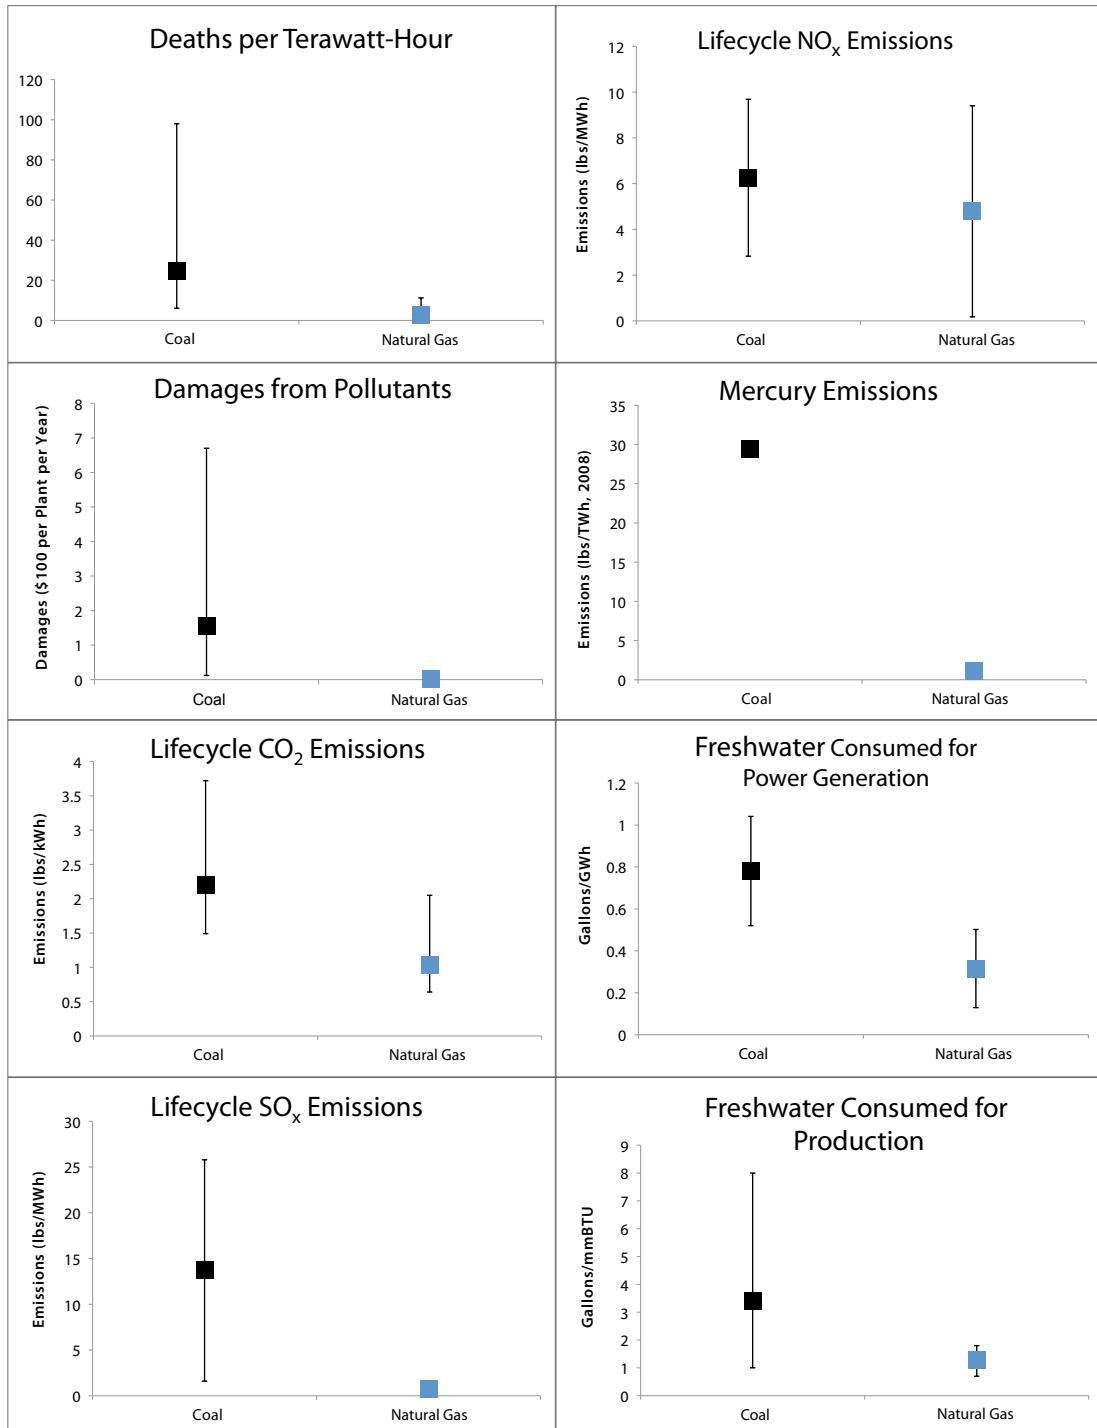 Deaths per Terawatt-Hour
120
100
80
60
40
20
0
Coal
Natural Gas
Lifecycle NOx Emissions
Emissions (lbs/MWh)
12
10
8
6
4
2
0
Coal
Natural Gas
Damages from Pollutants
Damages ($100 per Plant per Year)
8
7
6
5
4
3
2
1
0
Coal
Natural Gas
Mercury Emissions
Emissions (lbs/TWh, 2008)
35
30
25
20
15
10
5
0
Coal
Natural Gas
Lifecycle CO2 Emissions
Emissions (lbs/kWh)
4
3.5
3
2.5
2
1.5
1
0.5
0
Coal
Natural Gas
Freshwater Consumed for
Power Generation
Gallons/GWh
1.2
1
0.8
0.6
0.4
0.2
0
Coal
Natural Gas
Lifecycle SOx Emissions
Emissions (lbs/MWh)
30
25
20
15
10
5
0
Coal
Natural Gas
Freshwater Consumed for
Production
Gallons/mmBTU
9
8
7
6
5
4
3
2
1
0
Coal
Natural Gas